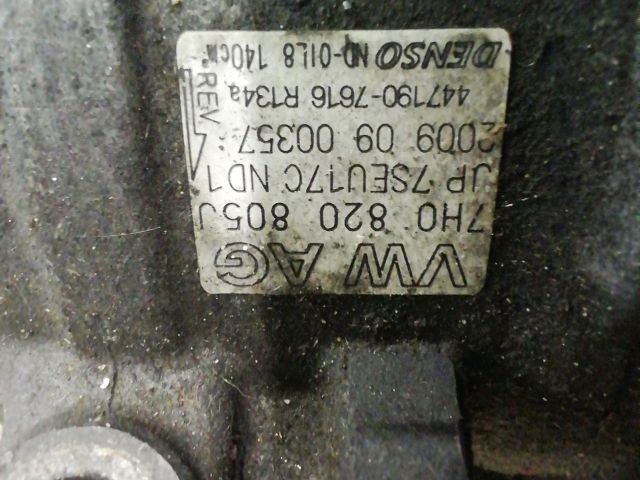 VW AG
7H0 820 805J
JP 7SEU17C ND1
2009 09 00357
447190-7616 R134a
DENSO ND-OIL8 140cm³
REV